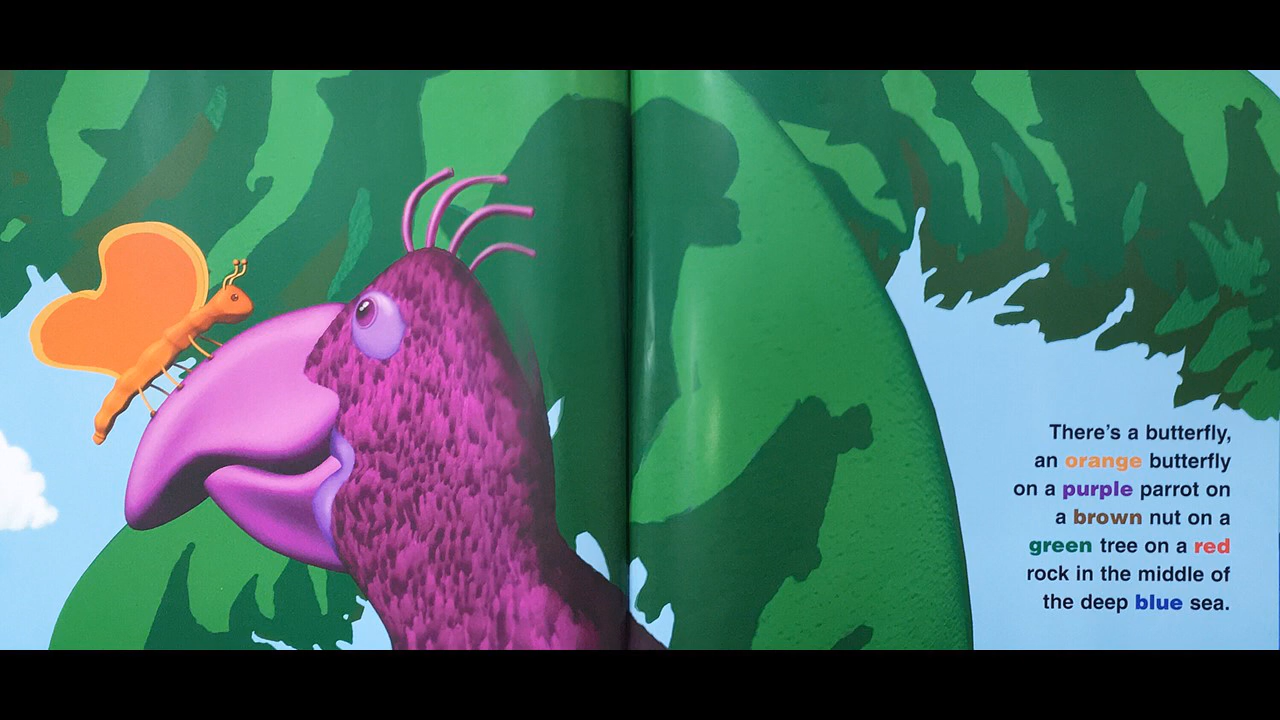 There's a butterfly,
an orange butterfly
on a purple parrot on
a brown nut on a
green tree on a red
rock in the middle of
the deep blue sea.